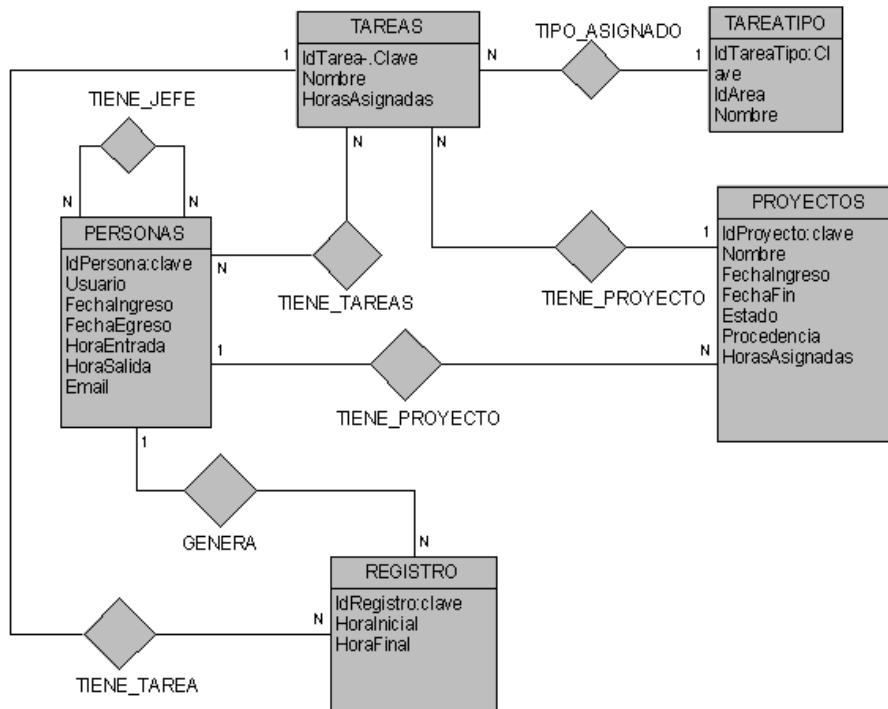 TAREAS
IdTarea-.Clave
Nombre
HorasAsignadas
TIPO_ASIGNADO
TAREATIPO
IdTareaTipo:Cl
ave
IdArea
Nombre
1
N
1
TIENE_JEFE
N
N
N
N
PERSONAS
IdPersona:clave
Usuario
FechaIngreso
FechaEgreso
HoraEntrada
HoraSalida
Email
N
TIENE_TAREAS
1
TIENE_PROYECTO
PROYECTOS
IdProyecto:clave
Nombre
FechaIngreso
FechaFin
Estado
Procedencia
HorasAsignadas
1
N
TIENE_PROYECTO
1
GENERA
N
REGISTRO
IdRegistro:clave
HoraInicial
HoraFinal
N
TIENE_TAREA